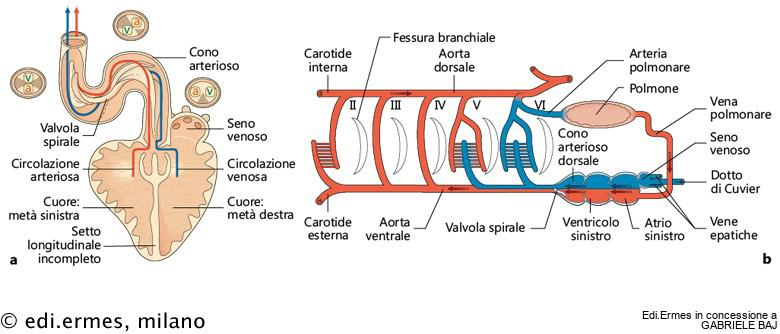 v
a
a
v
v
a
Cono
arterioso
Valvola
spirale
Seno
venoso
Circolazione
arteriosa
Circolazione
venosa
Cuore:
metà sinistra
Cuore:
metà destra
Setto
longitudinale
incompleto
a
Fessura branchiale
Carotide
interna
Aorta
dorsale
Arteria
polmonare
Polmone
Vena
polmonare
II
III
IV
V
VI
Cono
arterioso
dorsale
Seno
venoso
Dotto
di Cuvier
Carotide
esterna
Aorta
ventrale
Valvola spirale
Ventricolo
sinistro
Atrio
sinistro
Vene
epatiche
b
© edi.ermes, milano
Edi.Ermes in concessione a
GABRIELE BAJ